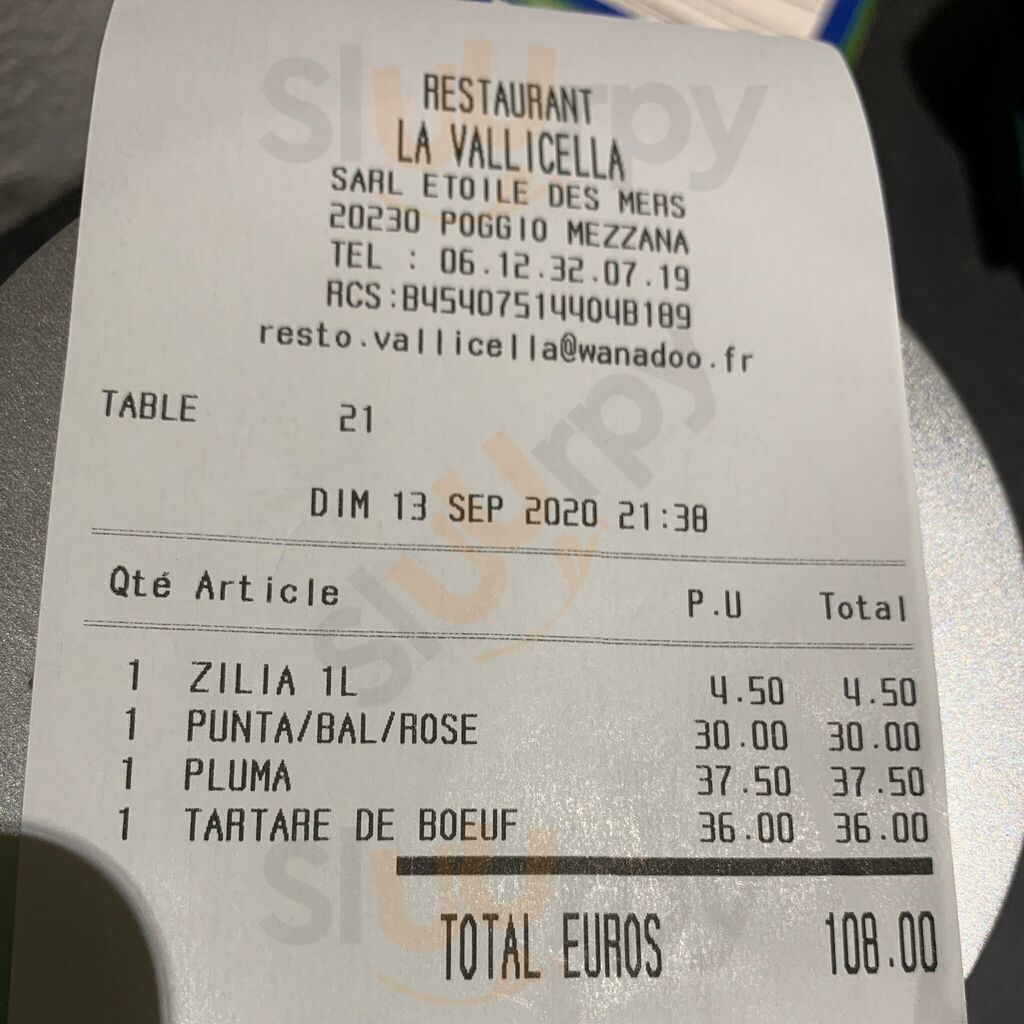 RESTAURANT
LA VALLICELLA
SARL ETOILE DES MERS
20230 POGGIO MEZZANA
TEL : 06.12.32.07.19
RCS:B45407514404B189
resto.vallicella@wanadoo.fr
TABLE 21
DIM 13 SEP 2020 21:38
Qté Article P.U Total
1 ZILIA 1L 4.50 4.50
1 PUNTA/BAL/ROSE 30.00 30.00
1 PLUMA 37.50 37.50
1 TARTARE DE BOEUF 36.00 36.00
TOTAL EUROS 108.00
sluurpy
sluurpy
sluurpy